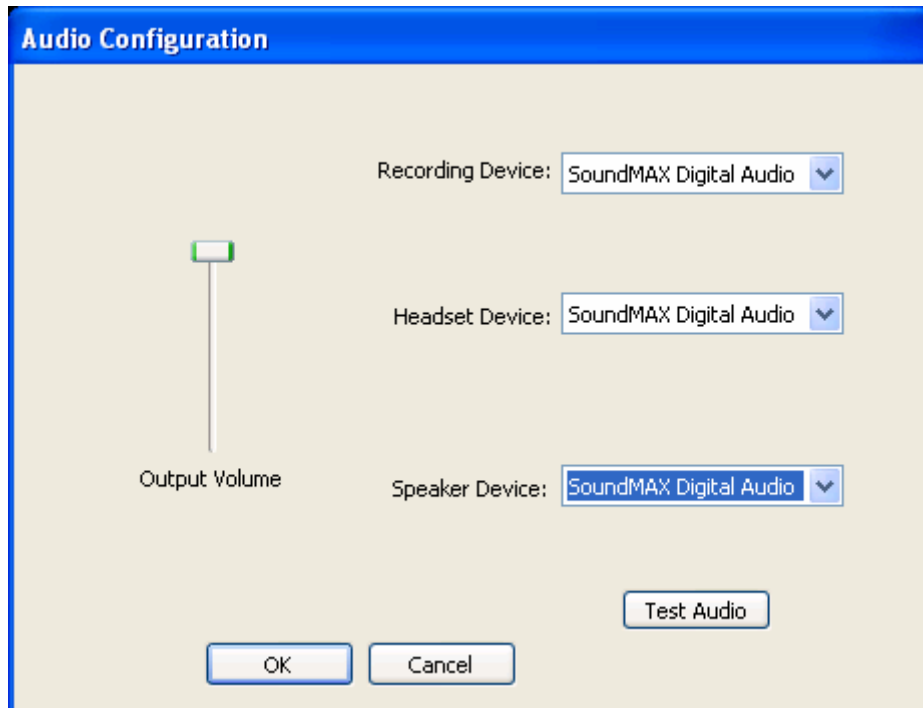 Audio Configuration
Recording Device: SoundMAX Digital Audio
Headset Device: SoundMAX Digital Audio
Output Volume
Speaker Device: SoundMAX Digital Audio
Test Audio
OK Cancel